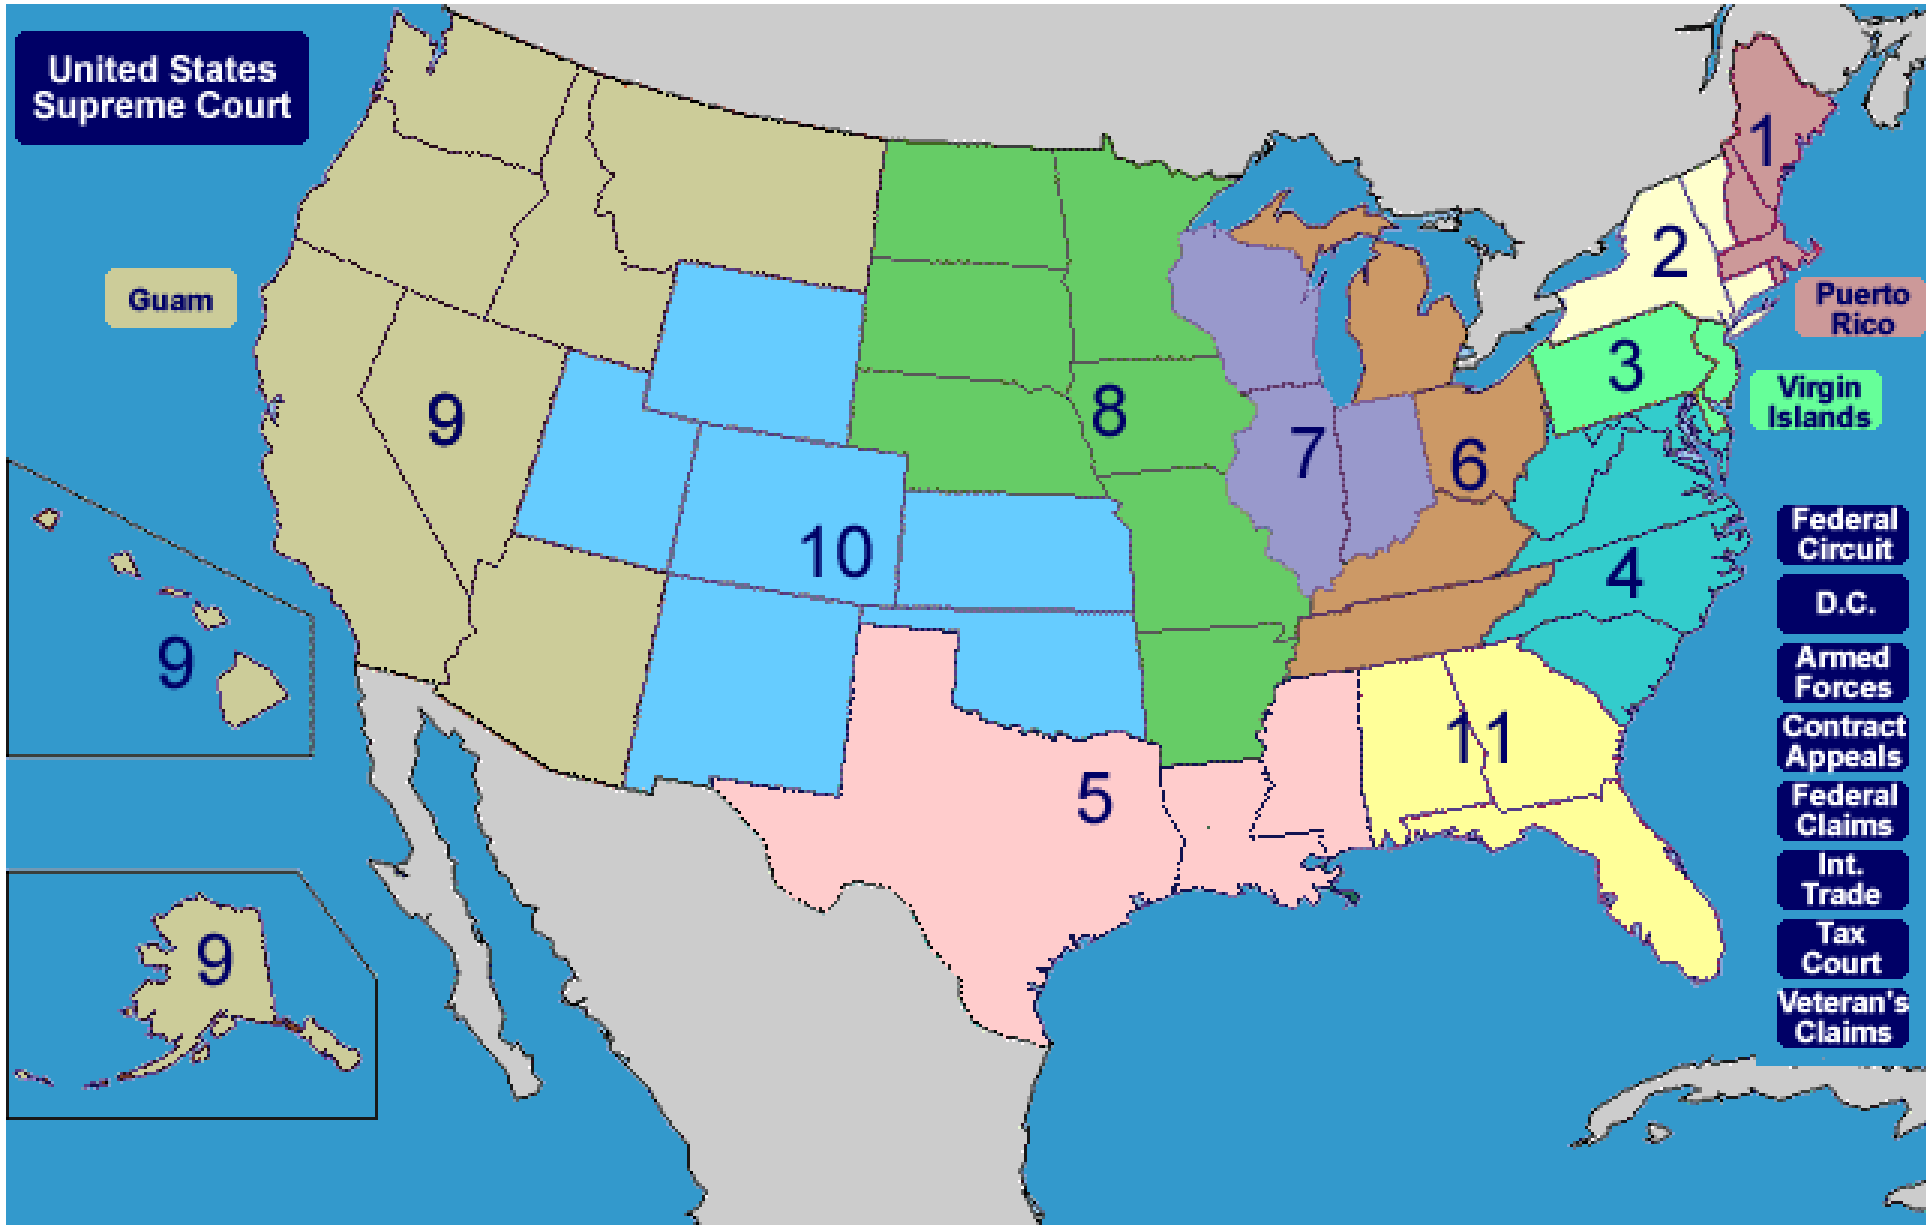 United States
Supreme Court
1
2
Guam
Puerto
Rico
3
Virgin
Islands
9
8
7
6
10
4
Federal
Circuit
D.C.
9
Armed
Forces
11
Contract
Appeals
5
Federal
Claims
Int.
Trade
9
Tax
Court
Veteran's
Claims